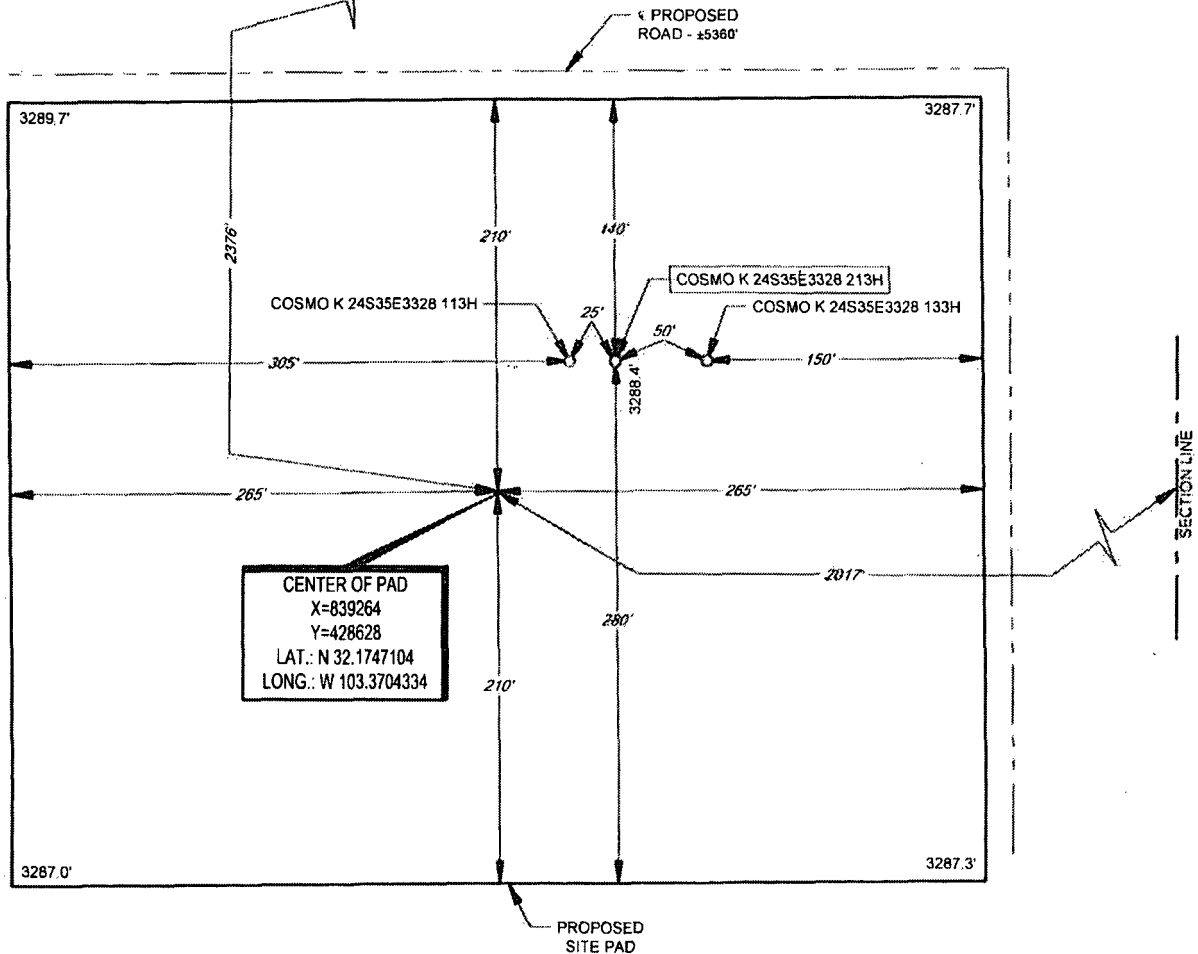 ℄ PROPOSED
ROAD - ±5360'
3289.7'
3287.7'
2376'
210'
140'
COSMO K 24S35E3328 213H
COSMO K 24S35E3328 113H
25'
50'
COSMO K 24S35E3328 133H
305'
150'
3288.4'
SECTION LINE
265'
265'
2017'
CENTER OF PAD
X=839264
Y=428628
LAT.: N 32.1747104
LONG.: W 103.3704334
280'
210'
3287.0'
3287.3'
PROPOSED
SITE PAD